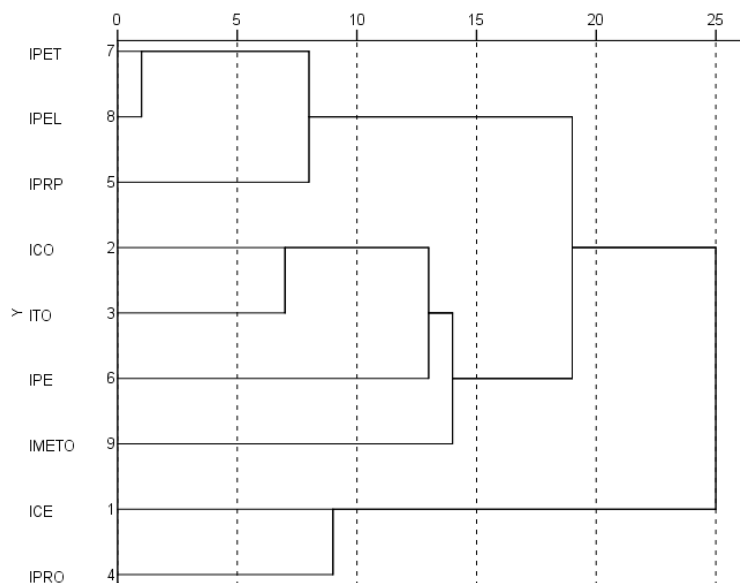 0 5 10 15 20 25
IPET 7
IPEL 8
IPRP 5
ICO 2
Y ITO 3
IPE 6
IMETO 9
ICE 1
IPRO 4